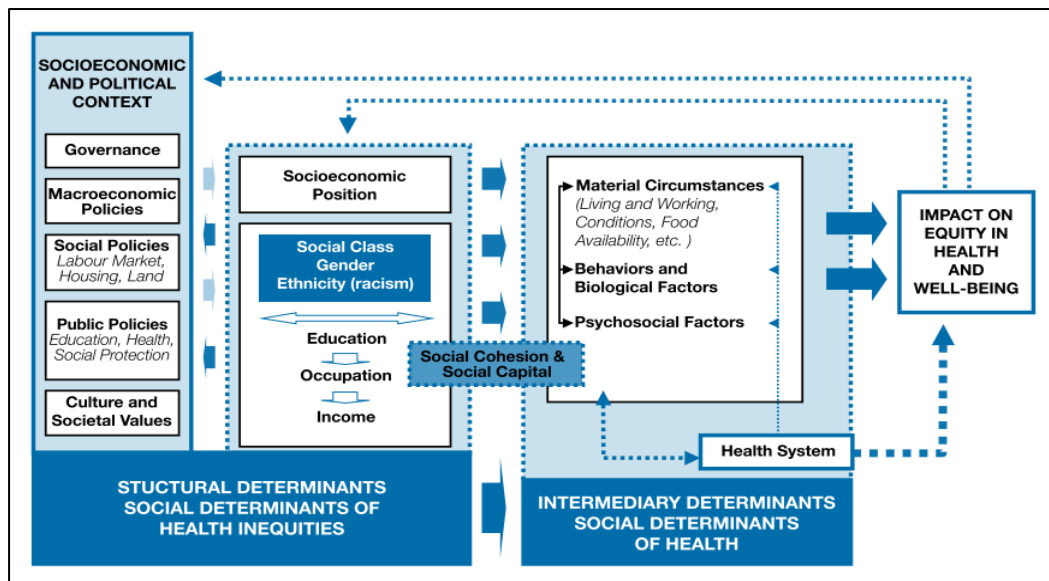 SOCIOECONOMIC
AND POLITICAL
CONTEXT
Governance
Macroeconomic
Policies
Social Policies
Labour Market,
Housing, Land
Public Policies
Education, Health,
Social Protection
Culture and
Societal Values
Socioeconomic
Position
Social Class
Gender
Ethnicity (racism)
Education
Occupation
Income
Social Cohesion &
Social Capital
Material Circumstances
(Living and Working,
Conditions, Food
Availability, etc. )
Behaviors and
Biological Factors
Psychosocial Factors
Health System
IMPACT ON
EQUITY IN
HEALTH
AND
WELL-BEING
STUCTURAL DETERMINANTS
SOCIAL DETERMINANTS OF
HEALTH INEQUITIES
INTERMEDIARY DETERMINANTS
SOCIAL DETERMINANTS
OF HEALTH